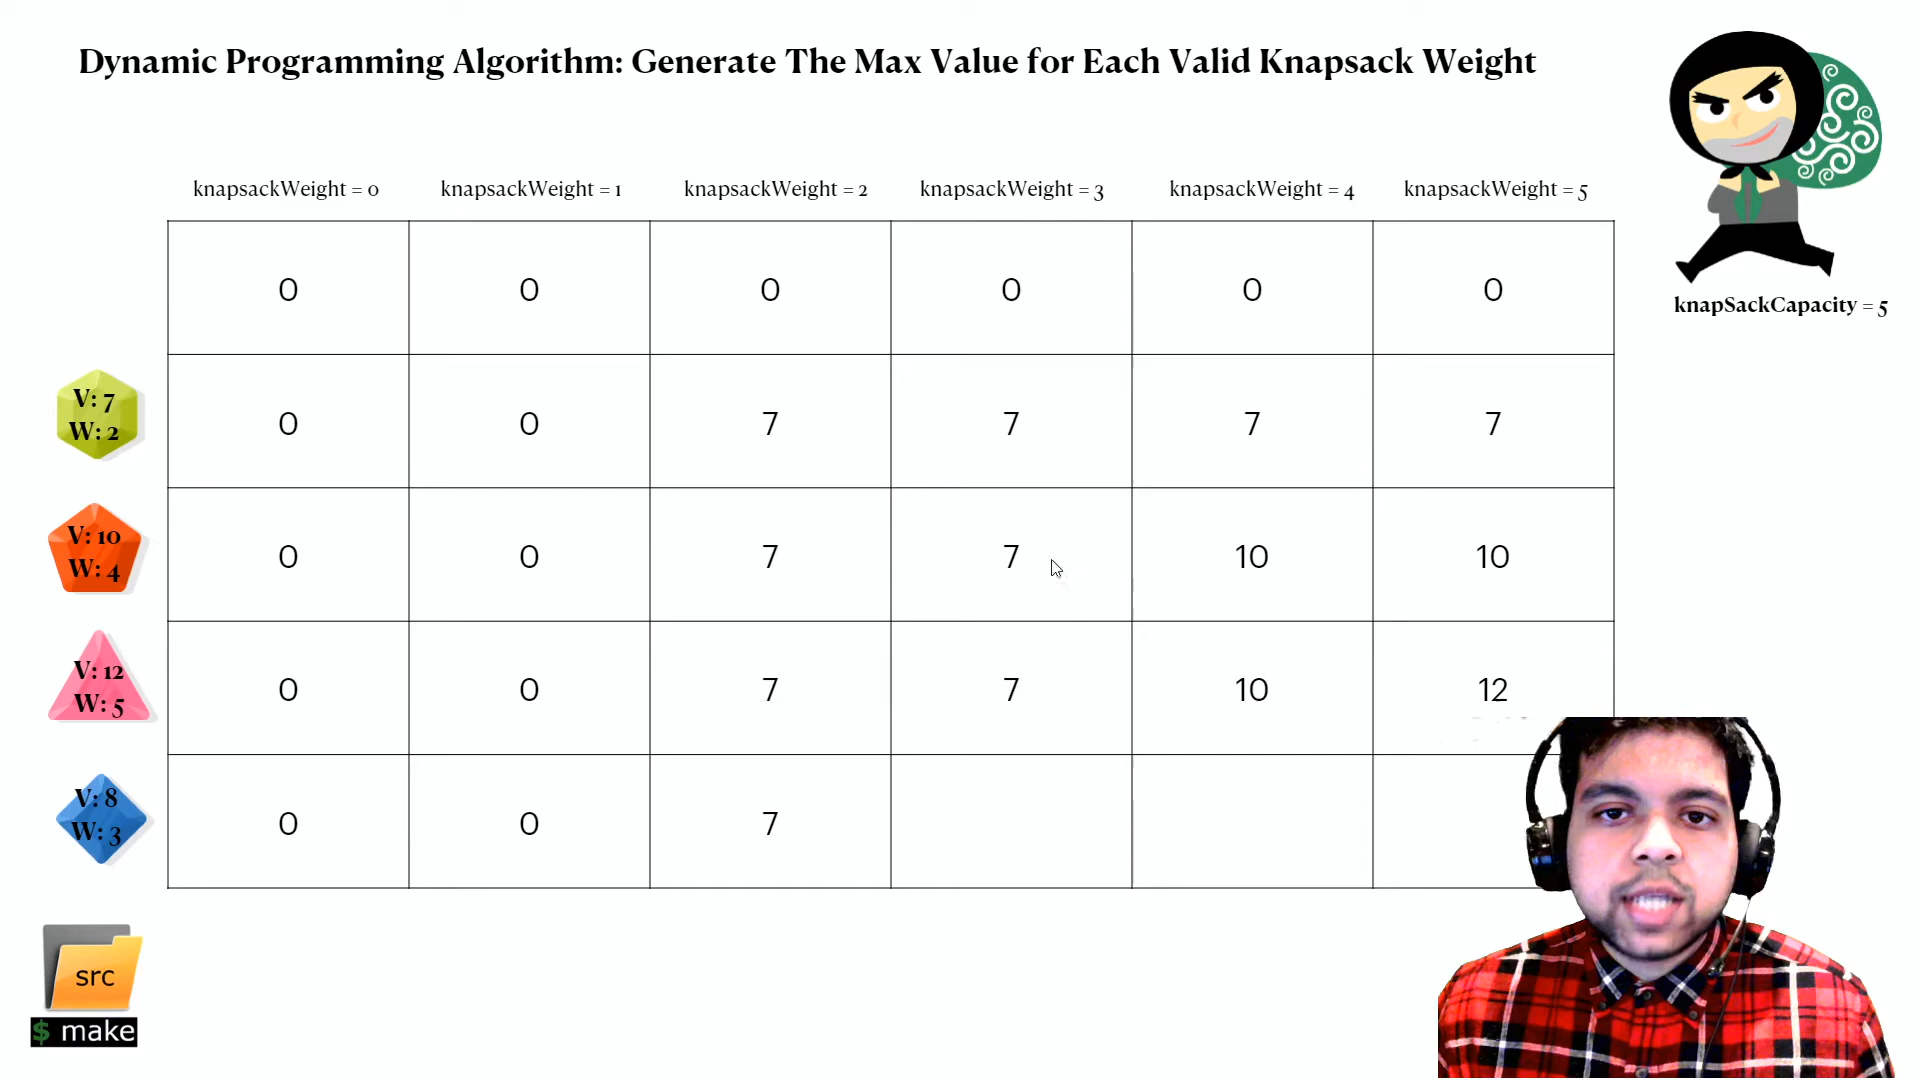 Dynamic Programming Algorithm: Generate The Max Value for Each Valid Knapsack Weight
knapSackCapacity = 5
knapsackWeight = 0 knapsackWeight = 1 knapsackWeight = 2 knapsackWeight = 3 knapsackWeight = 4 knapsackWeight = 5
0 0 0 0 0 0
V: 7
W: 2
0 0 7 7 7 7
V: 10
W: 4
0 0 7 7 10 10
V: 12
W: 5
0 0 7 7 10 12
V: 8
W: 3
0 0 7
src
$ make